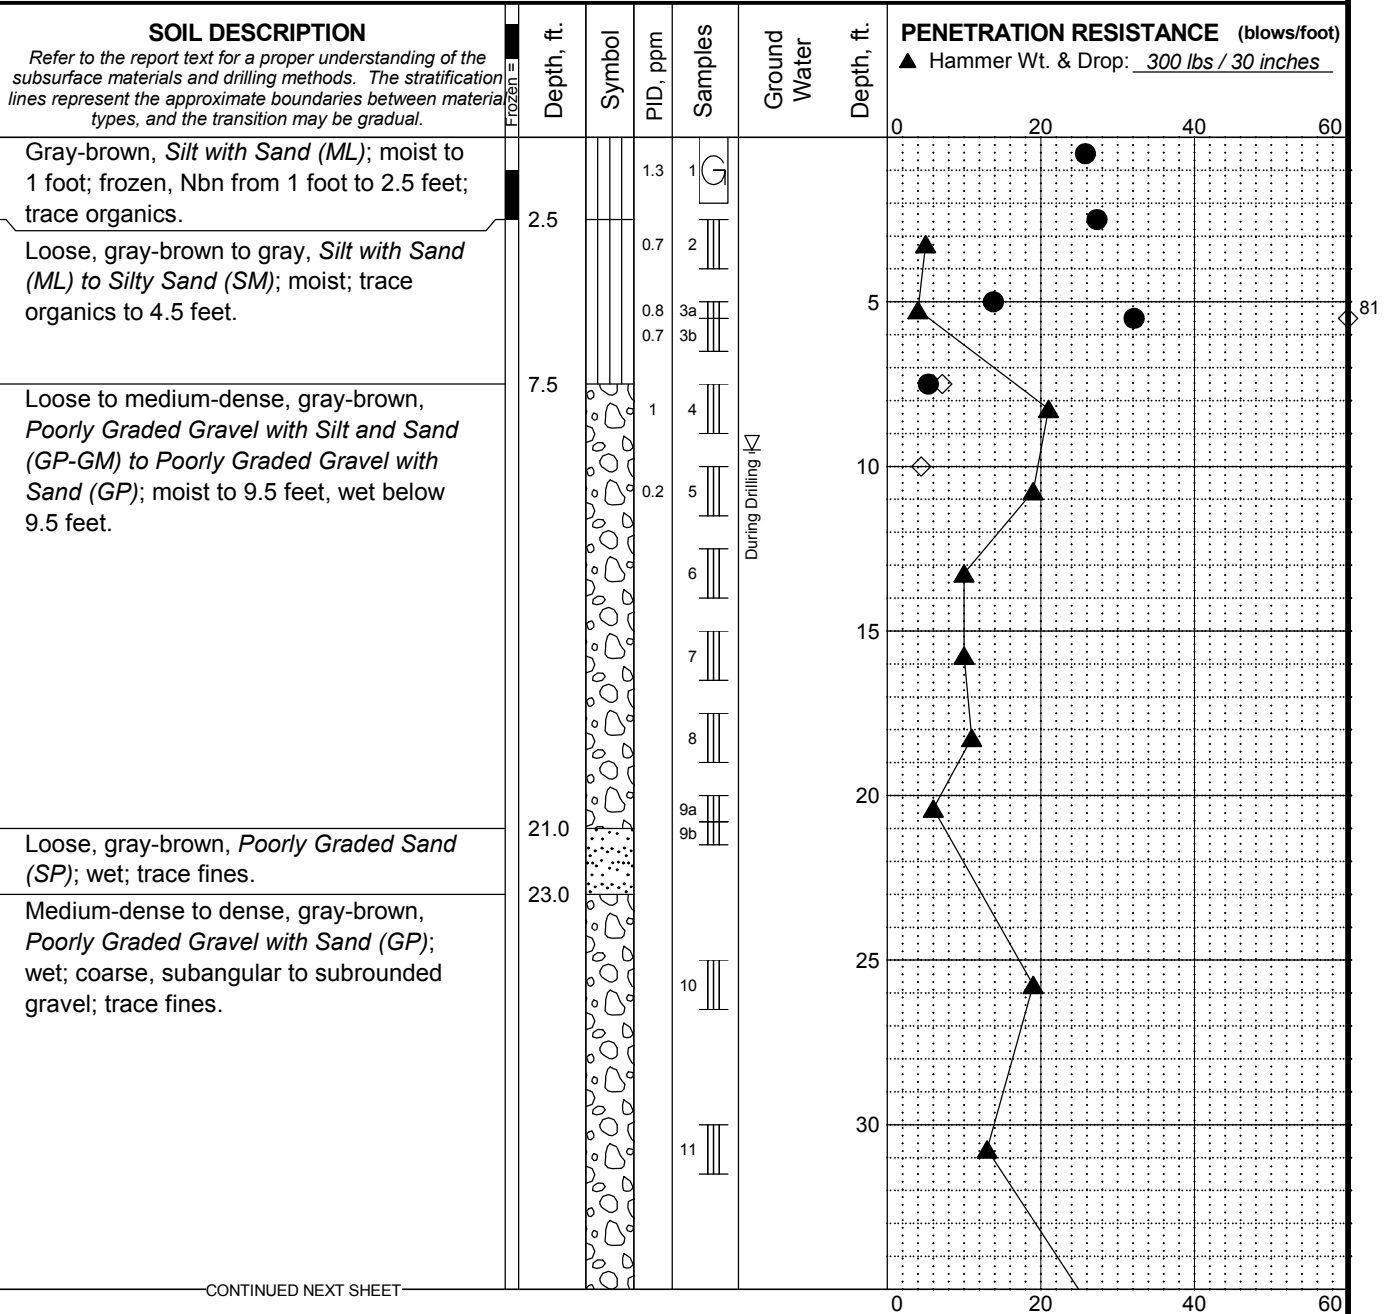 SOIL DESCRIPTION
Refer to the report text for a proper understanding of the
subsurface materials and drilling methods. The stratification
lines represent the approximate boundaries between material
types, and the transition may be gradual.
Frozen =
Depth, ft.
Symbol
PID, ppm
Samples
Ground
Water
Depth, ft.
PENETRATION RESISTANCE (blows/foot)
▲ Hammer Wt. & Drop: 300 lbs / 30 inches
0 20 40 60
Gray-brown, Silt with Sand (ML); moist to
1 foot; frozen, Nbn from 1 foot to 2.5 feet;
trace organics.
2.5
1.3 1 G
Loose, gray-brown to gray, Silt with Sand
(ML) to Silty Sand (SM); moist; trace
organics to 4.5 feet.
0.7 2
0.8 3a
0.7 3b
5
81
7.5
Loose to medium-dense, gray-brown,
Poorly Graded Gravel with Silt and Sand
(GP-GM) to Poorly Graded Gravel with
Sand (GP); moist to 9.5 feet, wet below
9.5 feet.
1 4
During Drilling
10
0.2 5
6
15
7
8
20
9a
9b
21.0
Loose, gray-brown, Poorly Graded Sand
(SP); wet; trace fines.
23.0
Medium-dense to dense, gray-brown,
Poorly Graded Gravel with Sand (GP);
wet; coarse, subangular to subrounded
gravel; trace fines.
25
10
30
11
CONTINUED NEXT SHEET
0 20 40 60